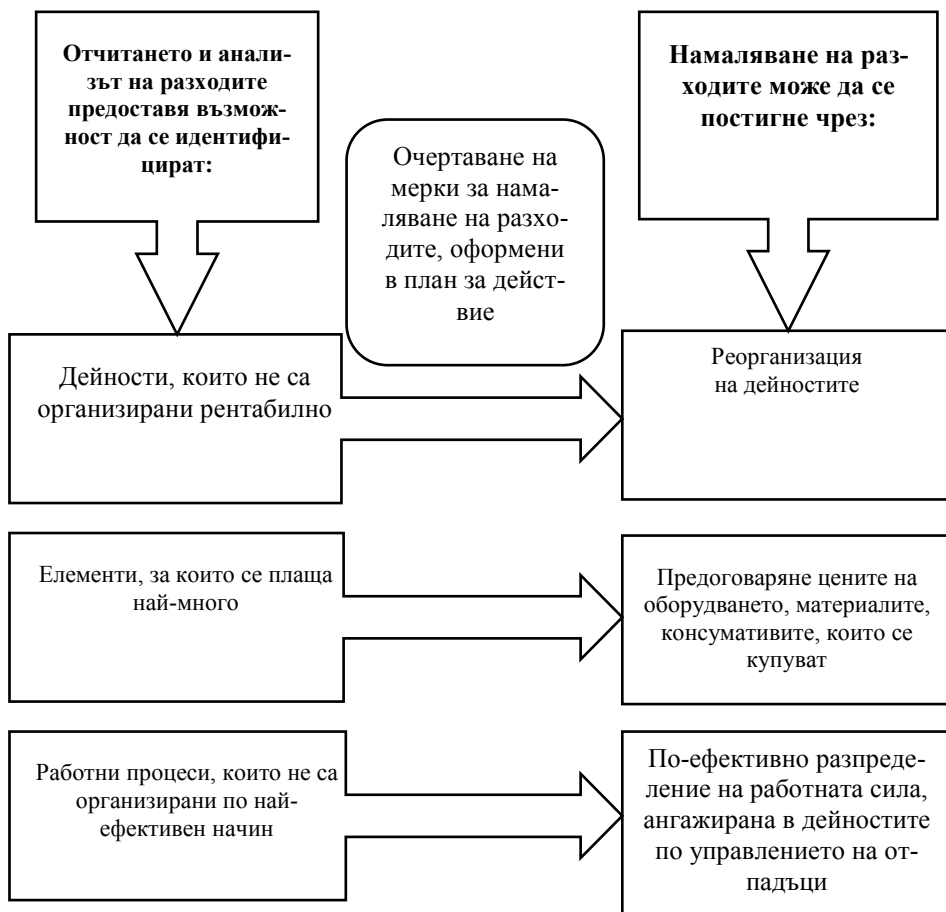 Отчитането и анали-
зът на разходите
предоставя възмож-
ност да се идентифи-
цират:
Очертаване на
мерки за нама-
ляване на разхо-
дите, оформени
в план за дейст-
вие
Намаляване на раз-
ходите може да се
постигне чрез:
Дейности, които не са
организирани рентабилно
Реорганизация
на дейностите
Елементи, за които се плаща
най-много
Предоговаряне цените на
оборудването, материалите,
консумативите, които се
купуват
Работни процеси, които не са
организирани по най-
ефективен начин
По-ефективно разпреде-
ление на работната сила,
ангажирана в дейностите
по управлението на от-
падъци